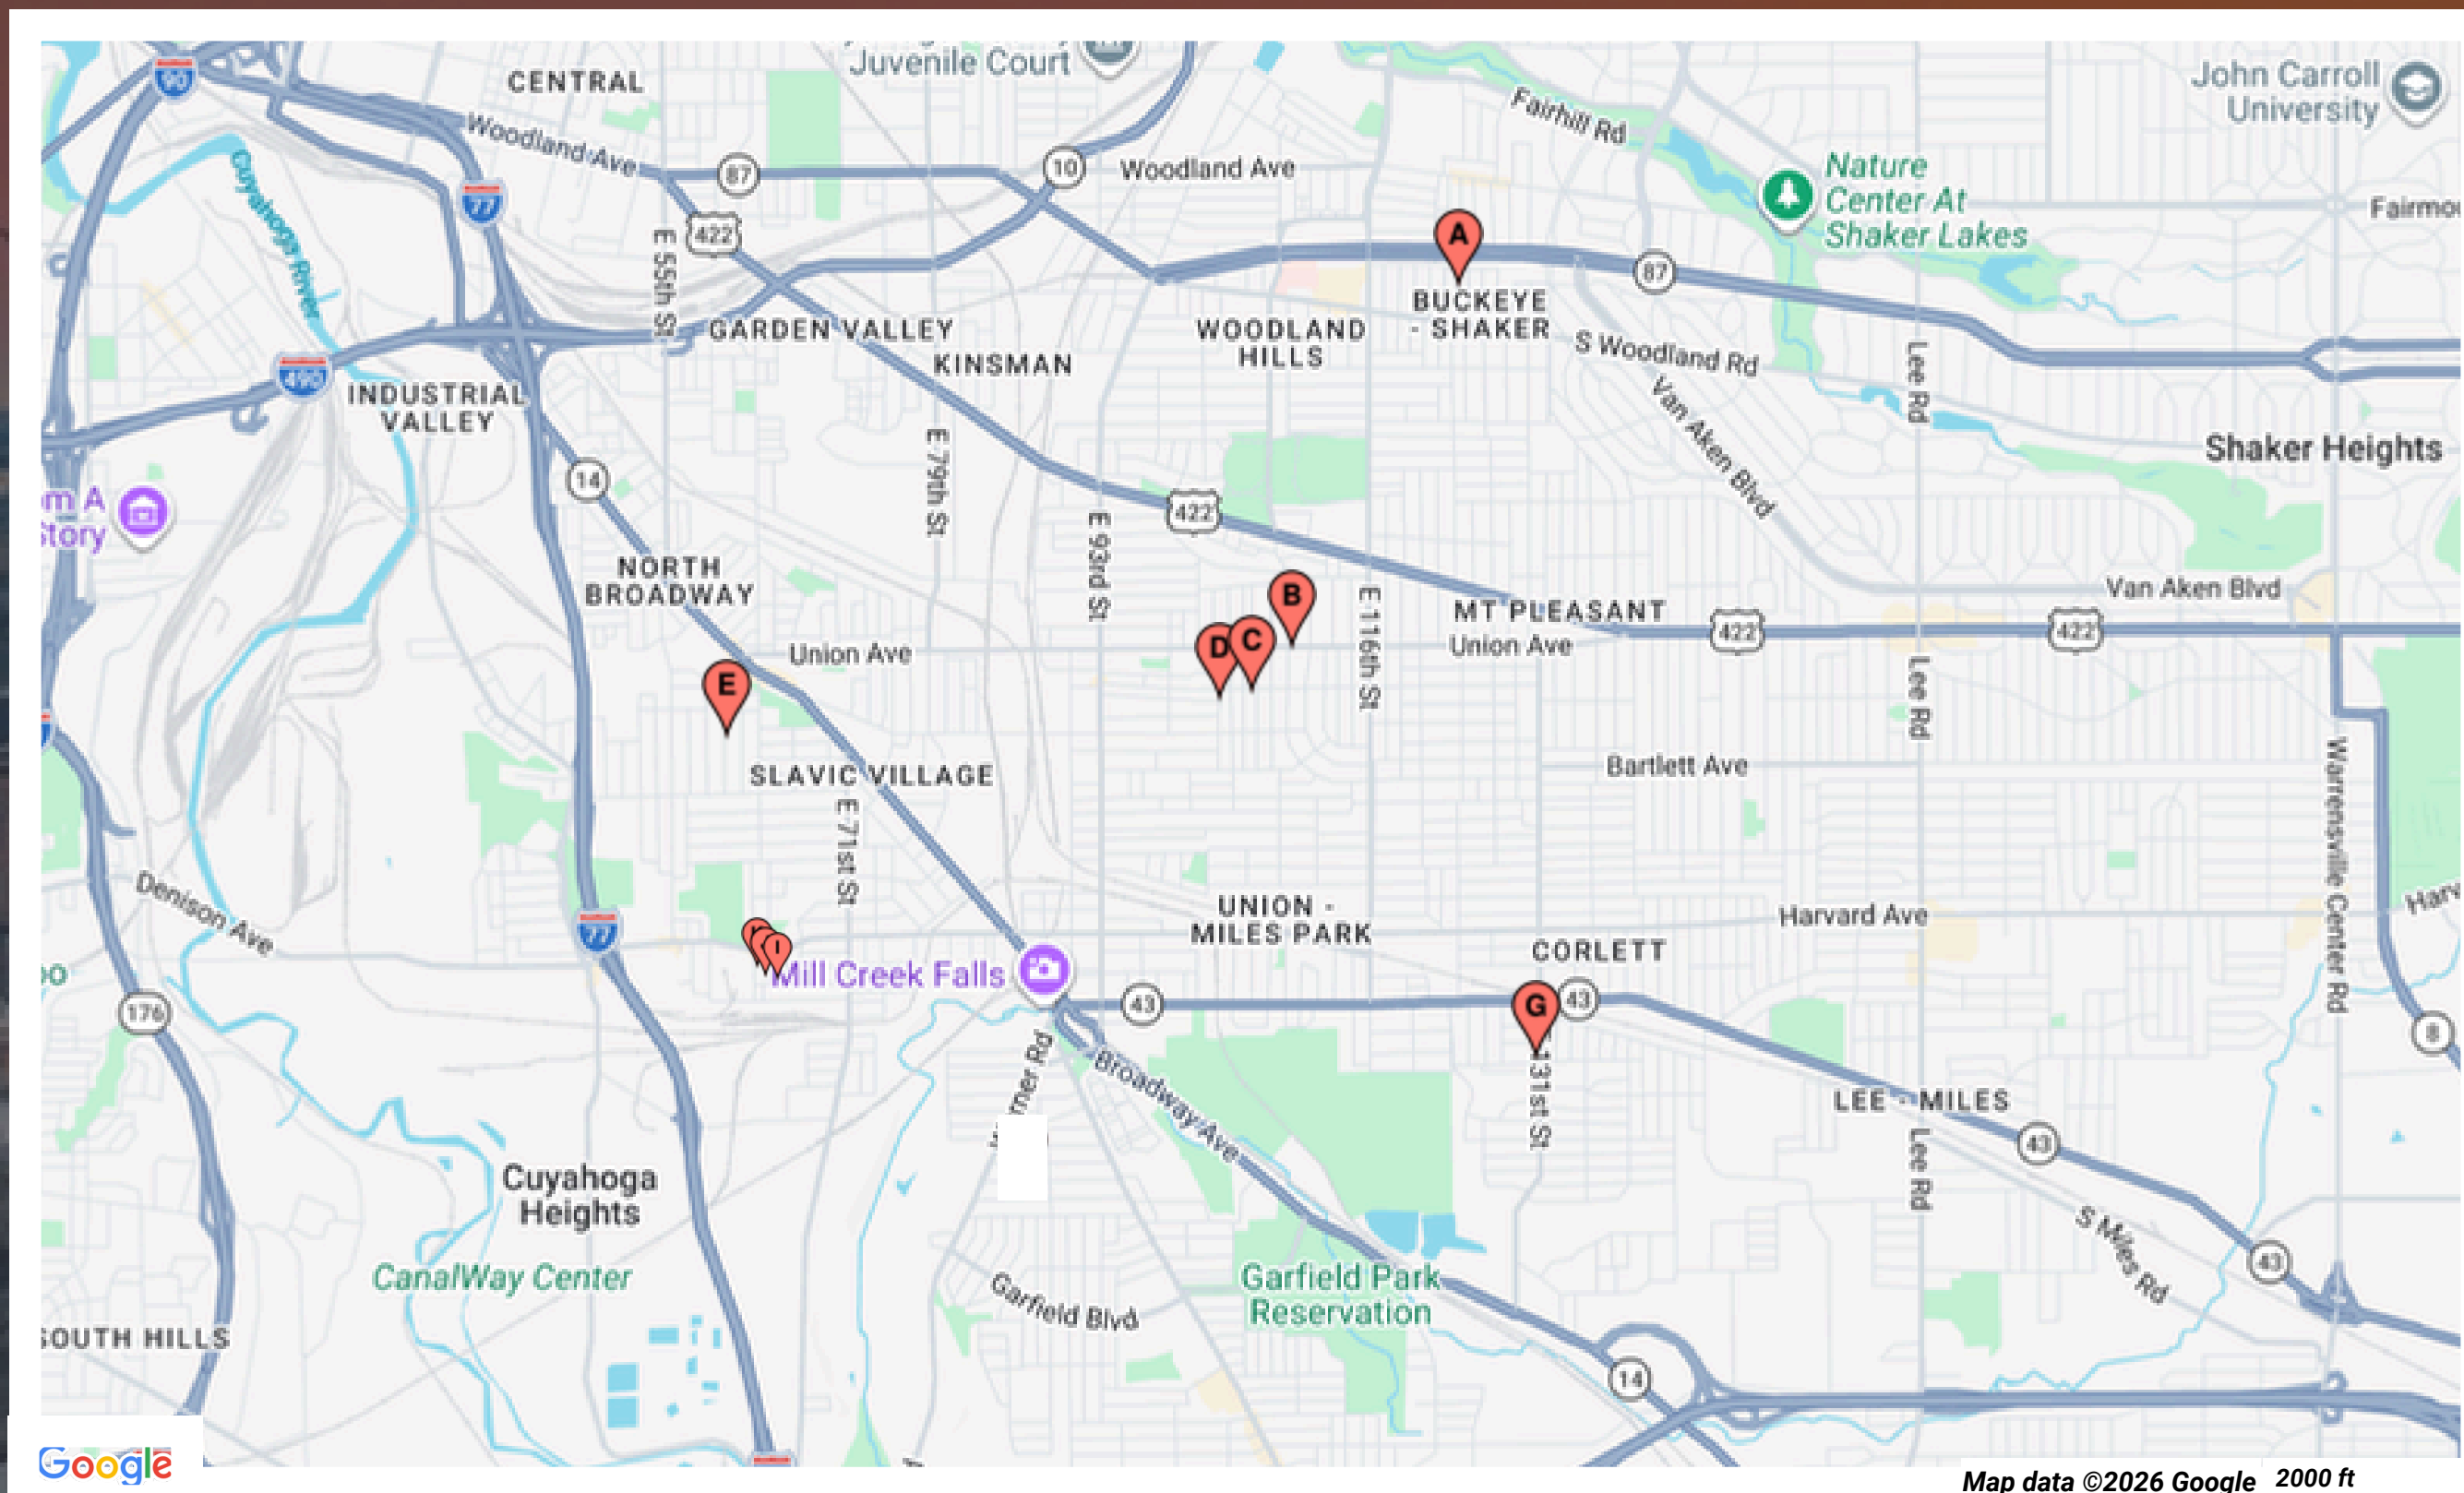 Juvenile Court
CENTRAL
John Carroll
University
90
Woodland Ave
Fairhill Rd
87
10
Woodland Ave
Nature
Center At
Shaker Lakes
Cuyahoga River
77
422
E 55th St
A
87
BUCKEYE
- SHAKER
GARDEN VALLEY
KINSMAN
WOODLAND
HILLS
S Woodland Rd
Van Aken Blvd
Lee Rd
490
INDUSTRIAL
VALLEY
Shaker Heights
14
E 79th St
422
E 93rd St
NORTH
BROADWAY
B
D
C
E 116th St
MT PLEASANT
Union Ave
Union Ave
422
422
Van Aken Blvd
Lee Rd
E
SLAVIC VILLAGE
E 71st St
Bartlett Ave
Warrensville Center Rd
Denison Ave
77
UNION -
MILES PARK
Harvard Ave
CORLETT
I
Mill Creek Falls
176
43
G
43
8
Broadway Ave
131st St
LEE - MILES
43
Lee Rd
Cuyahoga
Heights
S Miles Rd
43
CanalWay Center
Garfield Blvd
Garfield Park
Reservation
SOUTH HILLS
14
Google
Map data ©2026 Google 2000 ft